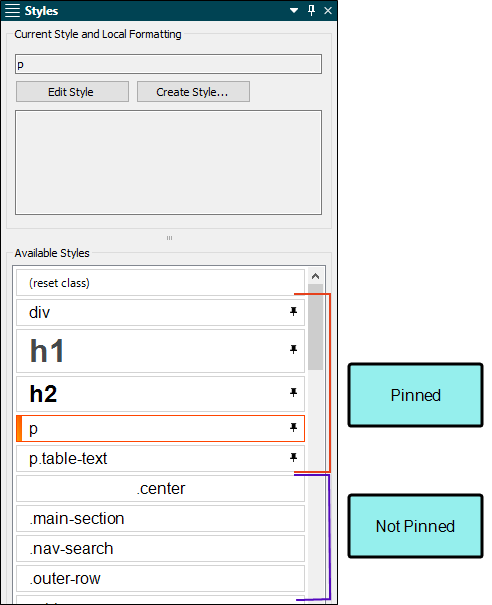 Styles
Current Style and Local Formatting
p
Edit Style
Create Style...
Available Styles
(reset class)
div
h1
h2
p
p.table-text
.center
.main-section
.nav-search
.outer-row
Pinned
Not Pinned